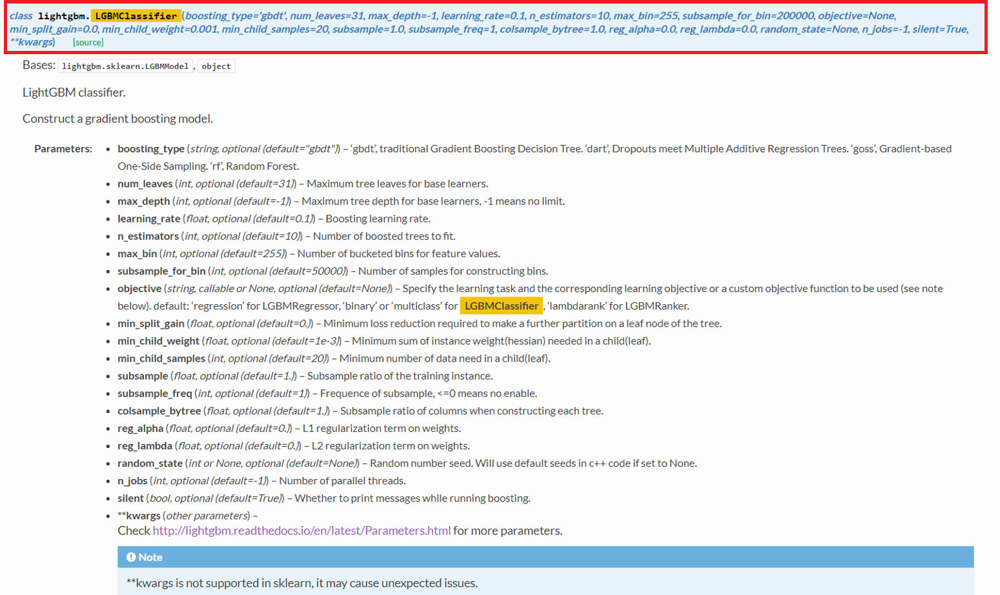 class lightgbm.LGBMClassifier(boosting_type='gbdt', num_leaves=31, max_depth=-1, learning_rate=0.1, n_estimators=10, max_bin=255, subsample_for_bin=200000, objective=None,
min_split_gain=0.0, min_child_weight=0.001, min_child_samples=20, subsample=1.0, subsample_freq=1, colsample_bytree=1.0, reg_alpha=0.0, reg_lambda=0.0, random_state=None, n_jobs=-1, silent=True,
**kwargs) [source]
Bases: lightgbm.sklearn.LGBMModel, object
LightGBM classifier.
Construct a gradient boosting model.
Parameters: • boosting_type (string, optional (default="gbdt")) – ‘gbdt’, traditional Gradient Boosting Decision Tree. ‘dart’, Dropouts meet Multiple Additive Regression Trees. ‘goss’, Gradient-based
One-Side Sampling. ‘rf’, Random Forest.
• num_leaves (int, optional (default=31)) – Maximum tree leaves for base learners.
• max_depth (int, optional (default=-1)) – Maximum tree depth for base learners, -1 means no limit.
• learning_rate (float, optional (default=0.1)) – Boosting learning rate.
• n_estimators (int, optional (default=10)) – Number of boosted trees to fit.
• max_bin (int, optional (default=255)) – Number of bucketed bins for feature values.
• subsample_for_bin (int, optional (default=50000)) – Number of samples for constructing bins.
• objective (string, callable or None, optional (default=None)) – Specify the learning task and the corresponding learning objective or a custom objective function to be used (see note
below). default: ‘regression’ for LGBMRegressor, ‘binary’ or ‘multiclass’ for LGBMClassifier, ‘lambdarank’ for LGBMRanker.
• min_split_gain (float, optional (default=0.)) – Minimum loss reduction required to make a further partition on a leaf node of the tree.
• min_child_weight (float, optional (default=1e-3)) – Minimum sum of instance weight(hessian) needed in a child(leaf).
• min_child_samples (int, optional (default=20)) – Minimum number of data need in a child(leaf).
• subsample (float, optional (default=1.)) – Subsample ratio of the training instance.
• subsample_freq (int, optional (default=1)) – Frequence of subsample, <=0 means no enable.
• colsample_bytree (float, optional (default=1.)) – Subsample ratio of columns when constructing each tree.
• reg_alpha (float, optional (default=0.)) – L1 regularization term on weights.
• reg_lambda (float, optional (default=0.)) – L2 regularization term on weights.
• random_state (int or None, optional (default=None)) – Random number seed. Will use default seeds in c++ code if set to None.
• n_jobs (int, optional (default=-1)) – Number of parallel threads.
• silent (bool, optional (default=True)) – Whether to print messages while running boosting.
• **kwargs (other parameters) –
Check http://lightgbm.readthedocs.io/en/latest/Parameters.html for more parameters.
Note
**kwargs is not supported in sklearn, it may cause unexpected issues.